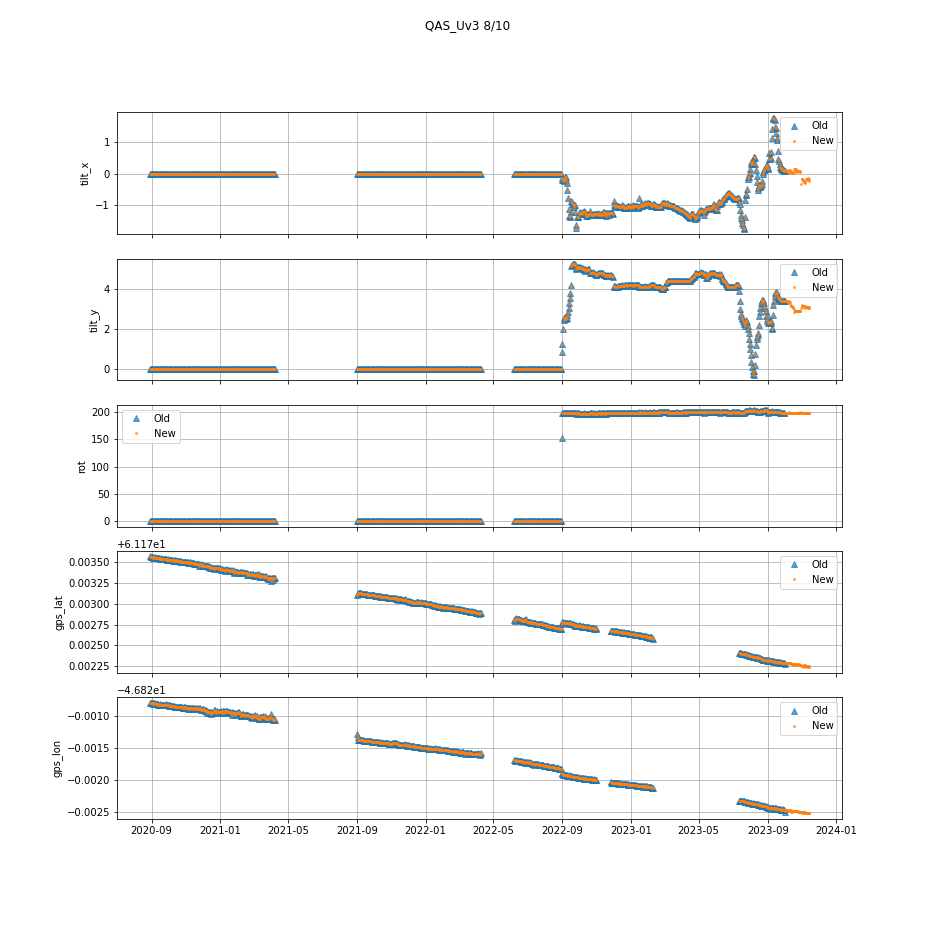 QAS_Uv3 8/10
tilt_x
1
0
−1
Old
New
tilt_y
4
2
0
Old
New
rot
200
150
100
50
0
Old
New
+6.117e1
gps_lat
0.00350
0.00325
0.00300
0.00275
0.00250
0.00225
Old
New
−4.682e1
gps_lon
−0.0010
−0.0015
−0.0020
−0.0025
Old
New
2020-09 2021-01 2021-05 2021-09 2022-01 2022-05 2022-09 2023-01 2023-05 2023-09 2024-01